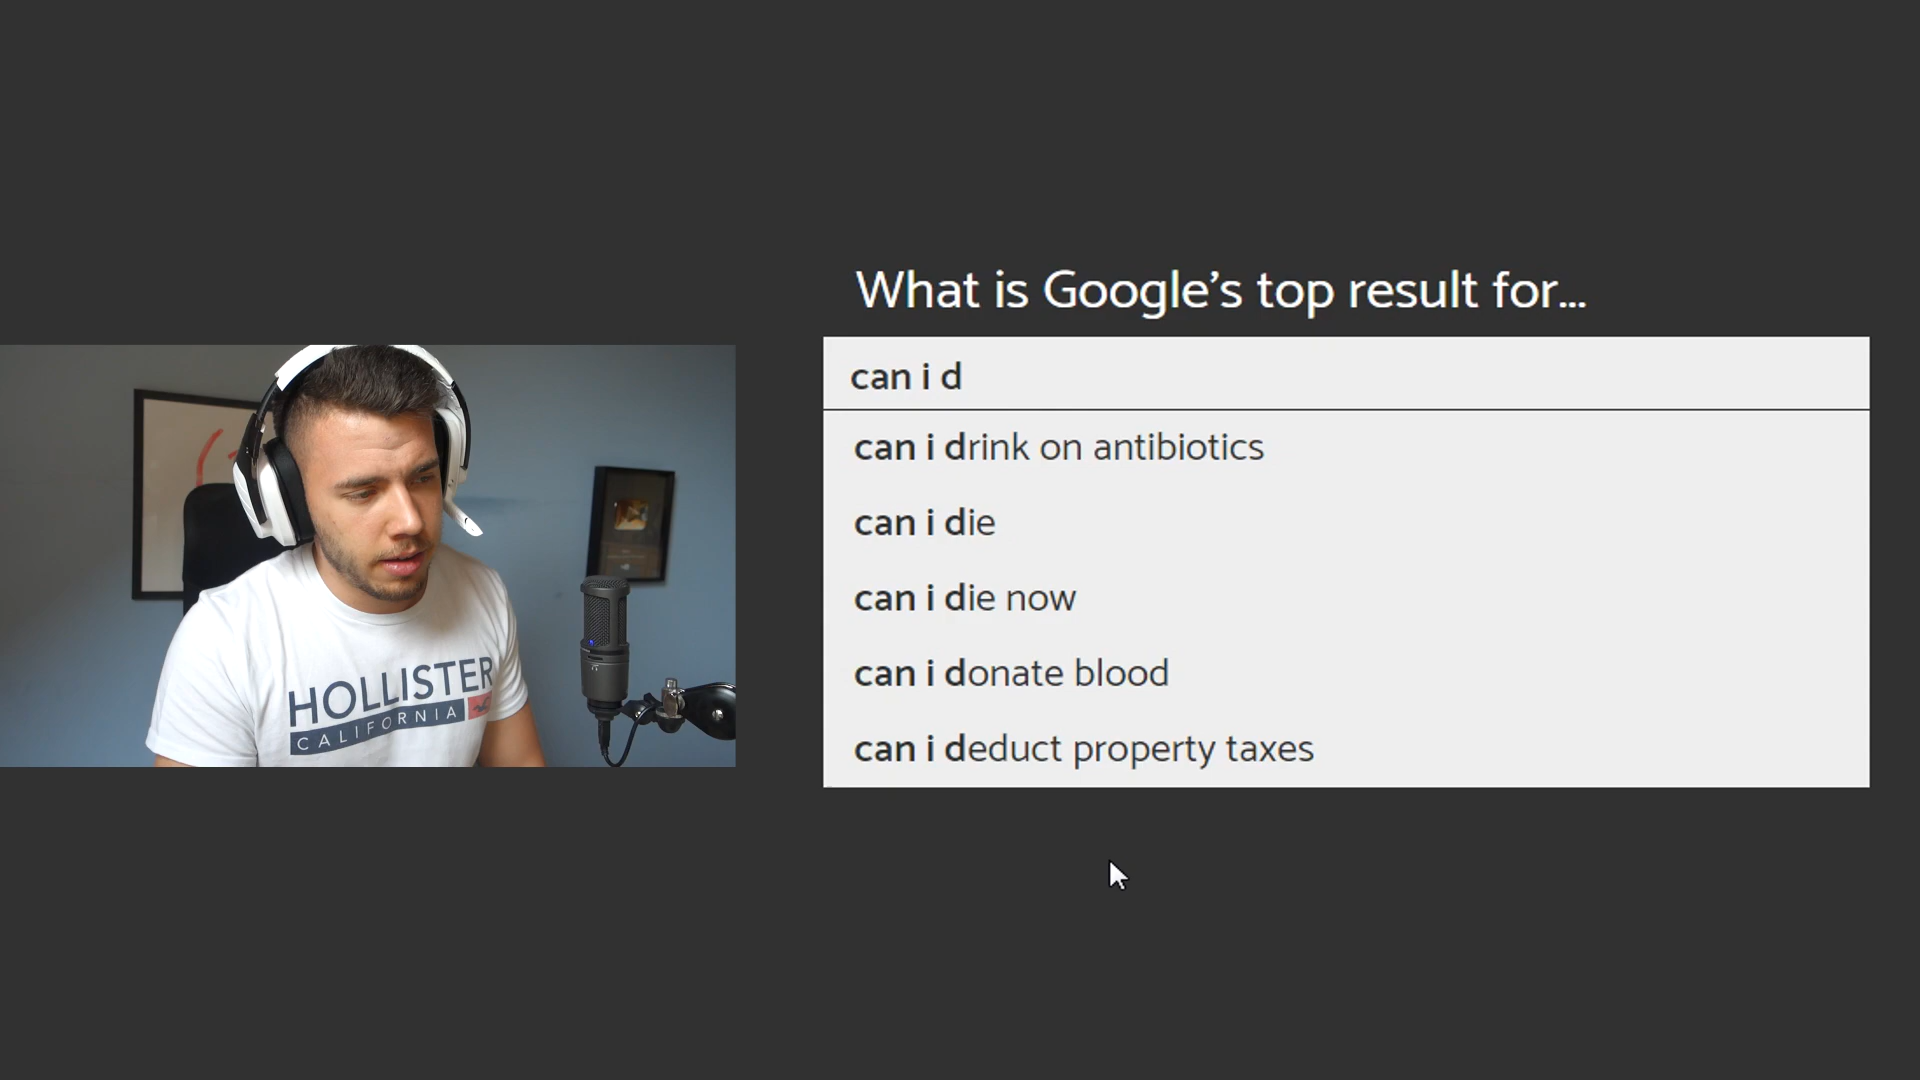 What is Google's top result for...
can i d
can i drink on antibiotics
can i die
can i die now
can i donate blood
can i deduct property taxes
HOLLISTER
CALIFORNIA